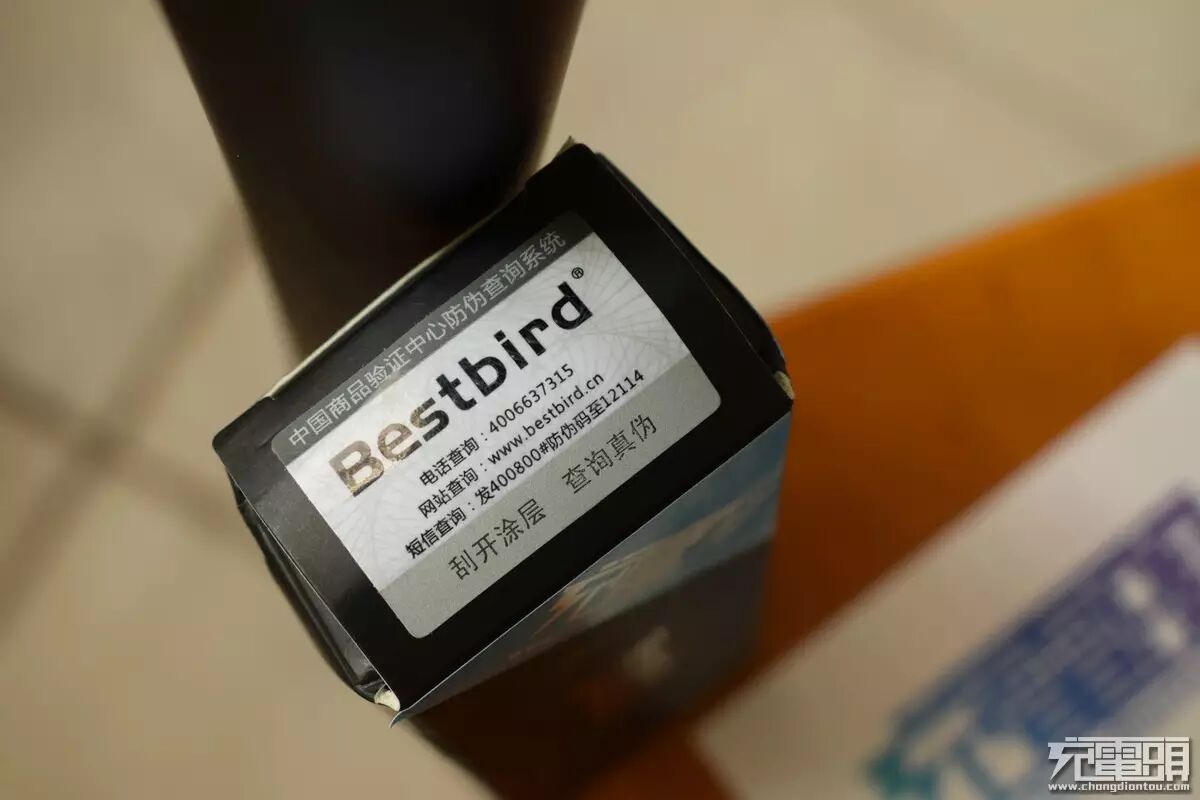 中国商品验证中心防伪查询系统
Bestbird®
电话查询：4006637315
网站查询：www.bestbird.cn
短信查询：发400800#防伪码至12114
刮开涂层 查询真伪
充電頭
www.chongdiantou.com